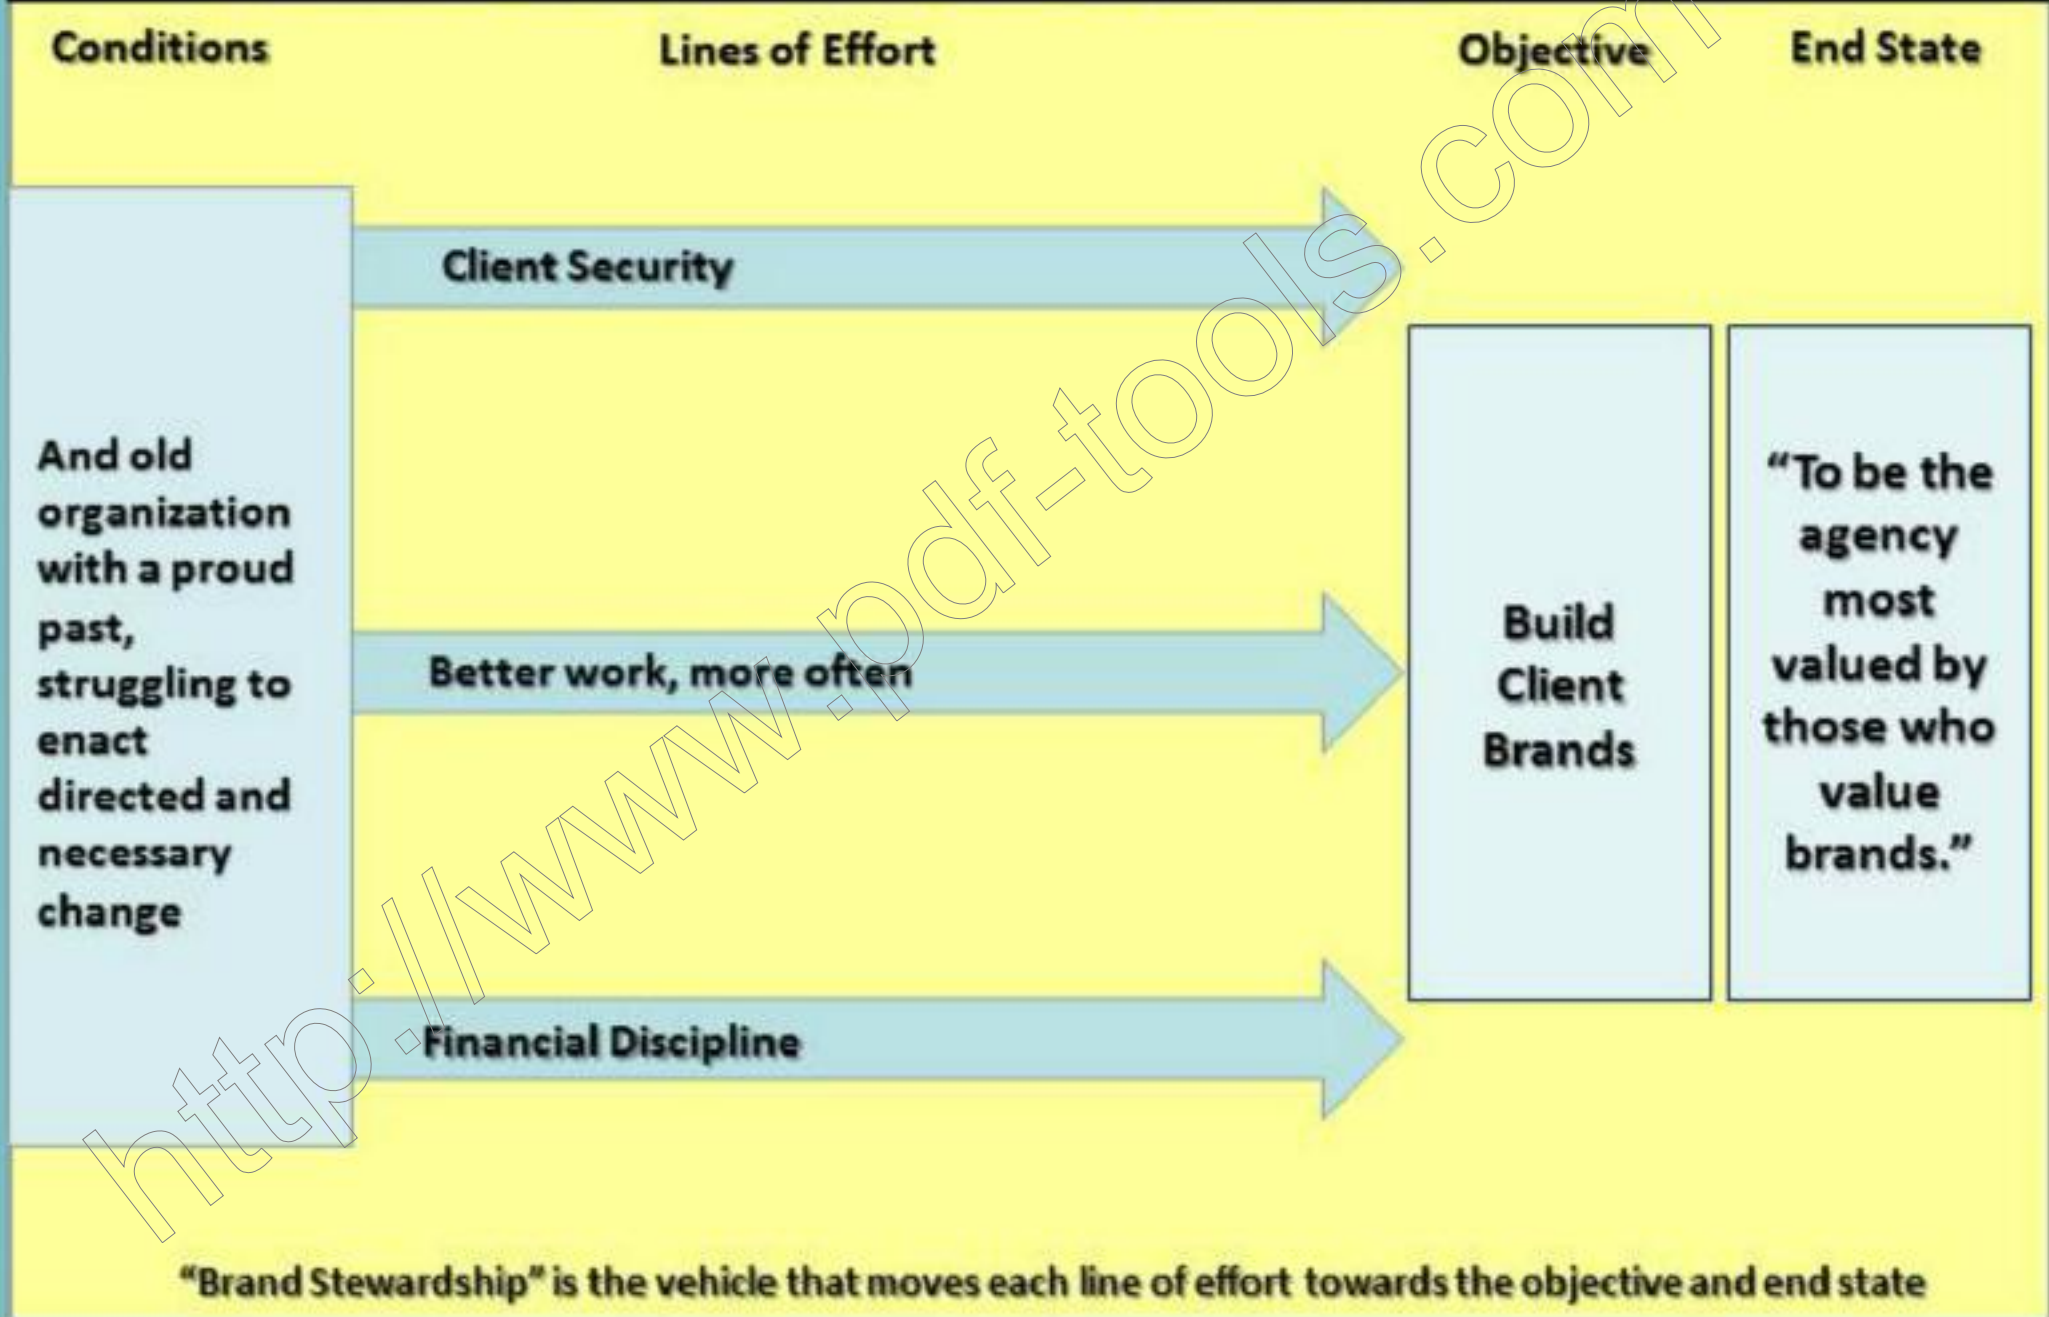 Conditions
Lines of Effort
Objective
End State
And old
organization
with a proud
past,
struggling to
enact
directed and
necessary
change
Client Security
Better work, more often
Financial Discipline
Build
Client
Brands
“To be the
agency
most
valued by
those who
value
brands.”
“Brand Stewardship” is the vehicle that moves each line of effort towards the objective and end state
http://www.pdf-tools.com